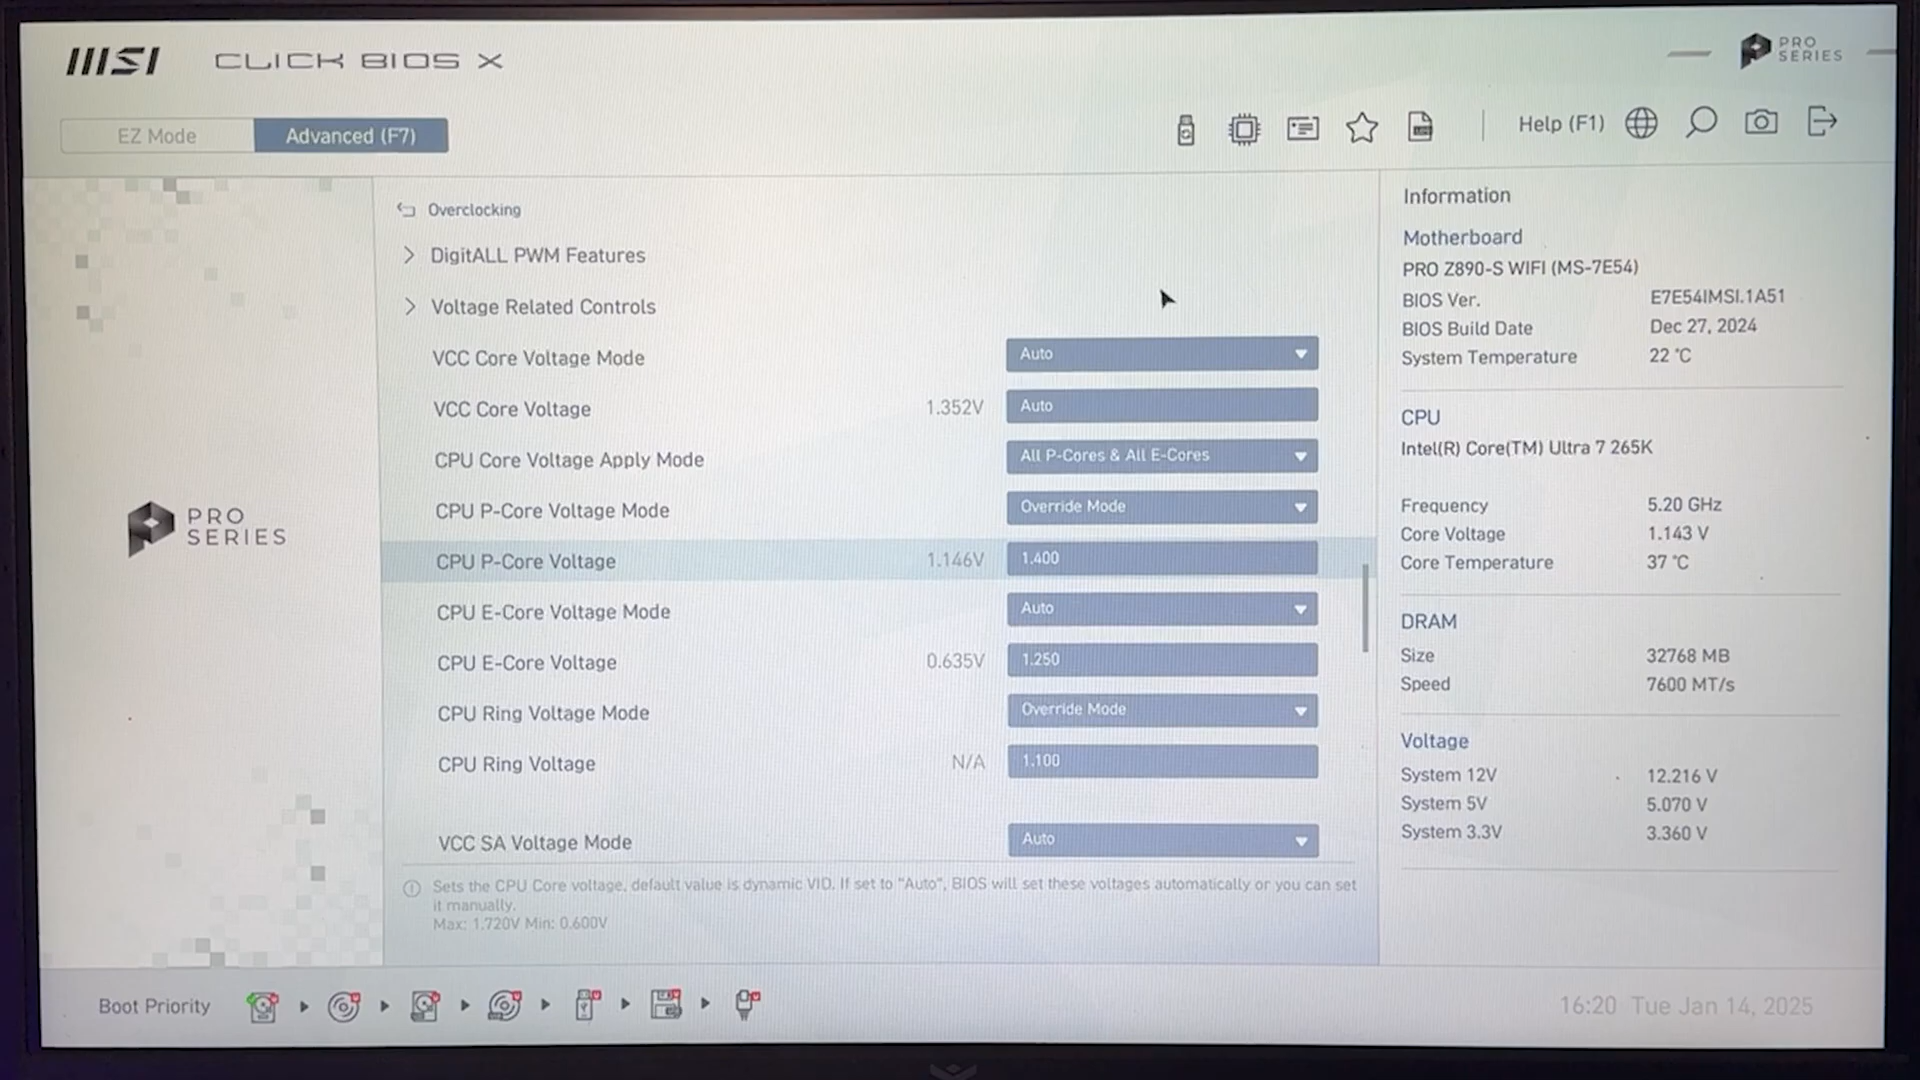 msi CLICK BIOS X
PRO
SERIES
EZ Mode
Advanced (F7)
Help (F1)
Overclocking
DigitALL PWM Features
Voltage Related Controls
VCC Core Voltage Mode Auto
VCC Core Voltage 1.352V Auto
CPU Core Voltage Apply Mode All P-Cores & All E-Cores
CPU P-Core Voltage Mode Override Mode
CPU P-Core Voltage 1.146V 1.400
CPU E-Core Voltage Mode Auto
CPU E-Core Voltage 0.635V 1.250
CPU Ring Voltage Mode Override Mode
CPU Ring Voltage N/A 1.100
VCC SA Voltage Mode Auto
Sets the CPU Core voltage, default value is dynamic VID. If set to "Auto", BIOS will set these voltages automatically or you can set
it manually.
Max: 1.720V Min: 0.600V
PRO
SERIES
Information
Motherboard
PRO Z890-S WIFI (MS-7E54)
BIOS Ver. E7E54IMSI.1A51
BIOS Build Date Dec 27, 2024
System Temperature 22 °C
CPU
Intel(R) Core(TM) Ultra 7 265K
Frequency 5.20 GHz
Core Voltage 1.143 V
Core Temperature 37 °C
DRAM
Size 32768 MB
Speed 7600 MT/s
Voltage
System 12V 12.216 V
System 5V 5.070 V
System 3.3V 3.360 V
Boot Priority
16:20 Tue Jan 14, 2025